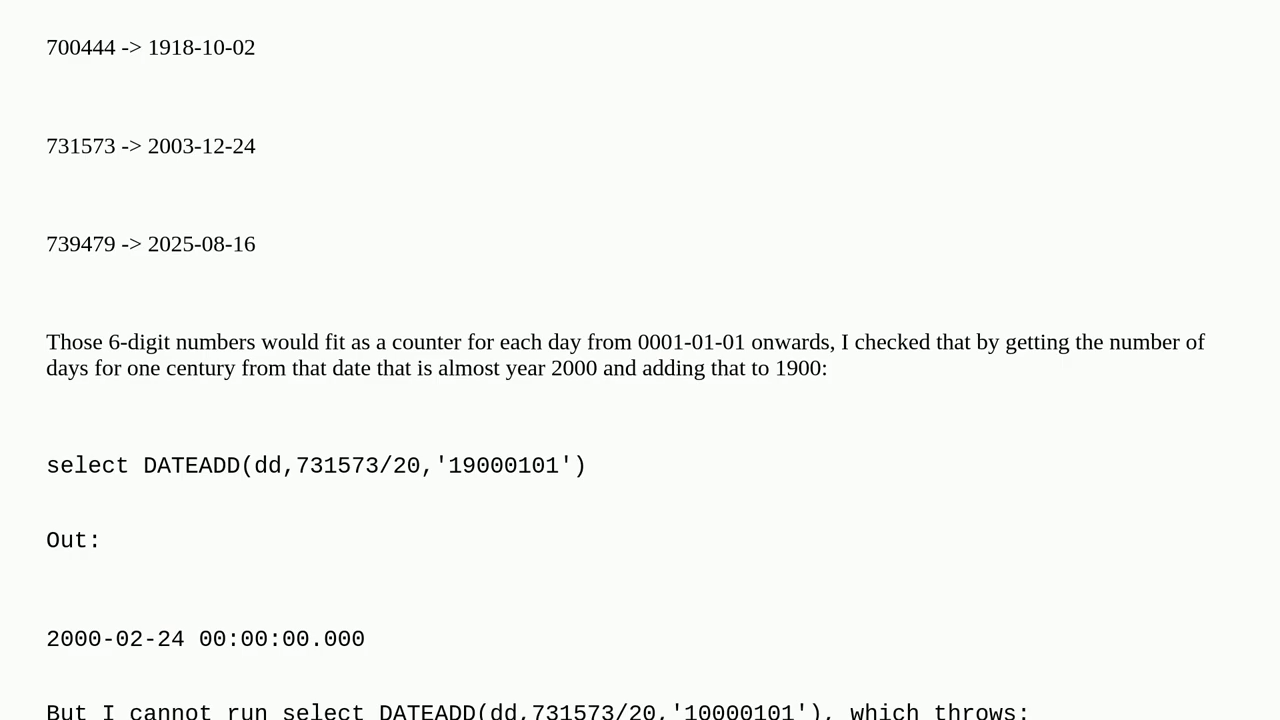 700444 -> 1918-10-02
731573 -> 2003-12-24
739479 -> 2025-08-16
Those 6-digit numbers would fit as a counter for each day from 0001-01-01 onwards, I checked that by getting the number of
days for one century from that date that is almost year 2000 and adding that to 1900:
select DATEADD(dd,731573/20,'19000101')
Out:
2000-02-24 00:00:00.000
But I cannot run select DATEADD(dd,731573/20,'10000101'), which throws: